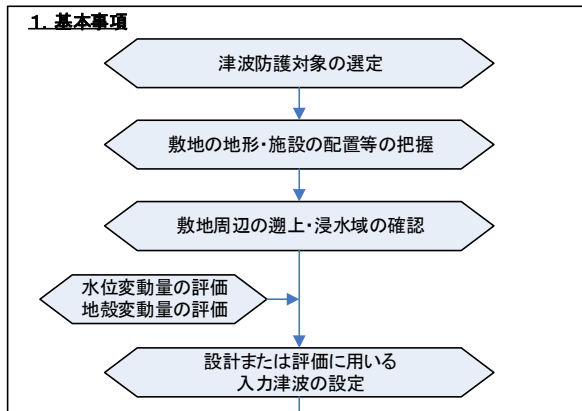 1. 基本事項
津波防護対象の選定
敷地の地形・施設の配置等の把握
敷地周辺の遡上・浸水域の確認
水位変動量の評価
地殻変動量の評価
設計または評価に用いる
入力津波の設定